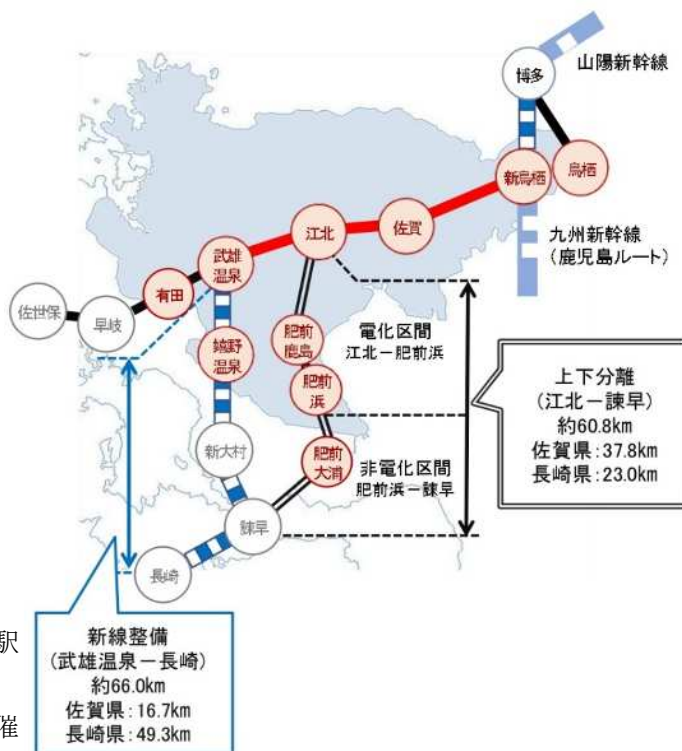 山陽新幹線
博多
鳥栖
新鳥栖
九州新幹線
(鹿児島ルート)
佐賀
江北
武雄
温泉
有田
早岐
佐世保
嬉野
温泉
新大村
諫早
長崎
肥前
鹿島
肥前
浜
肥前
大浦
電化区間
江北－肥前浜
非電化区間
肥前浜－諫早
上下分離
(江北－諫早)
約60.8km
佐賀県:37.8km
長崎県:23.0km
新線整備
(武雄温泉－長崎)
約66.0km
佐賀県:16.7km
長崎県:49.3km
駅
催